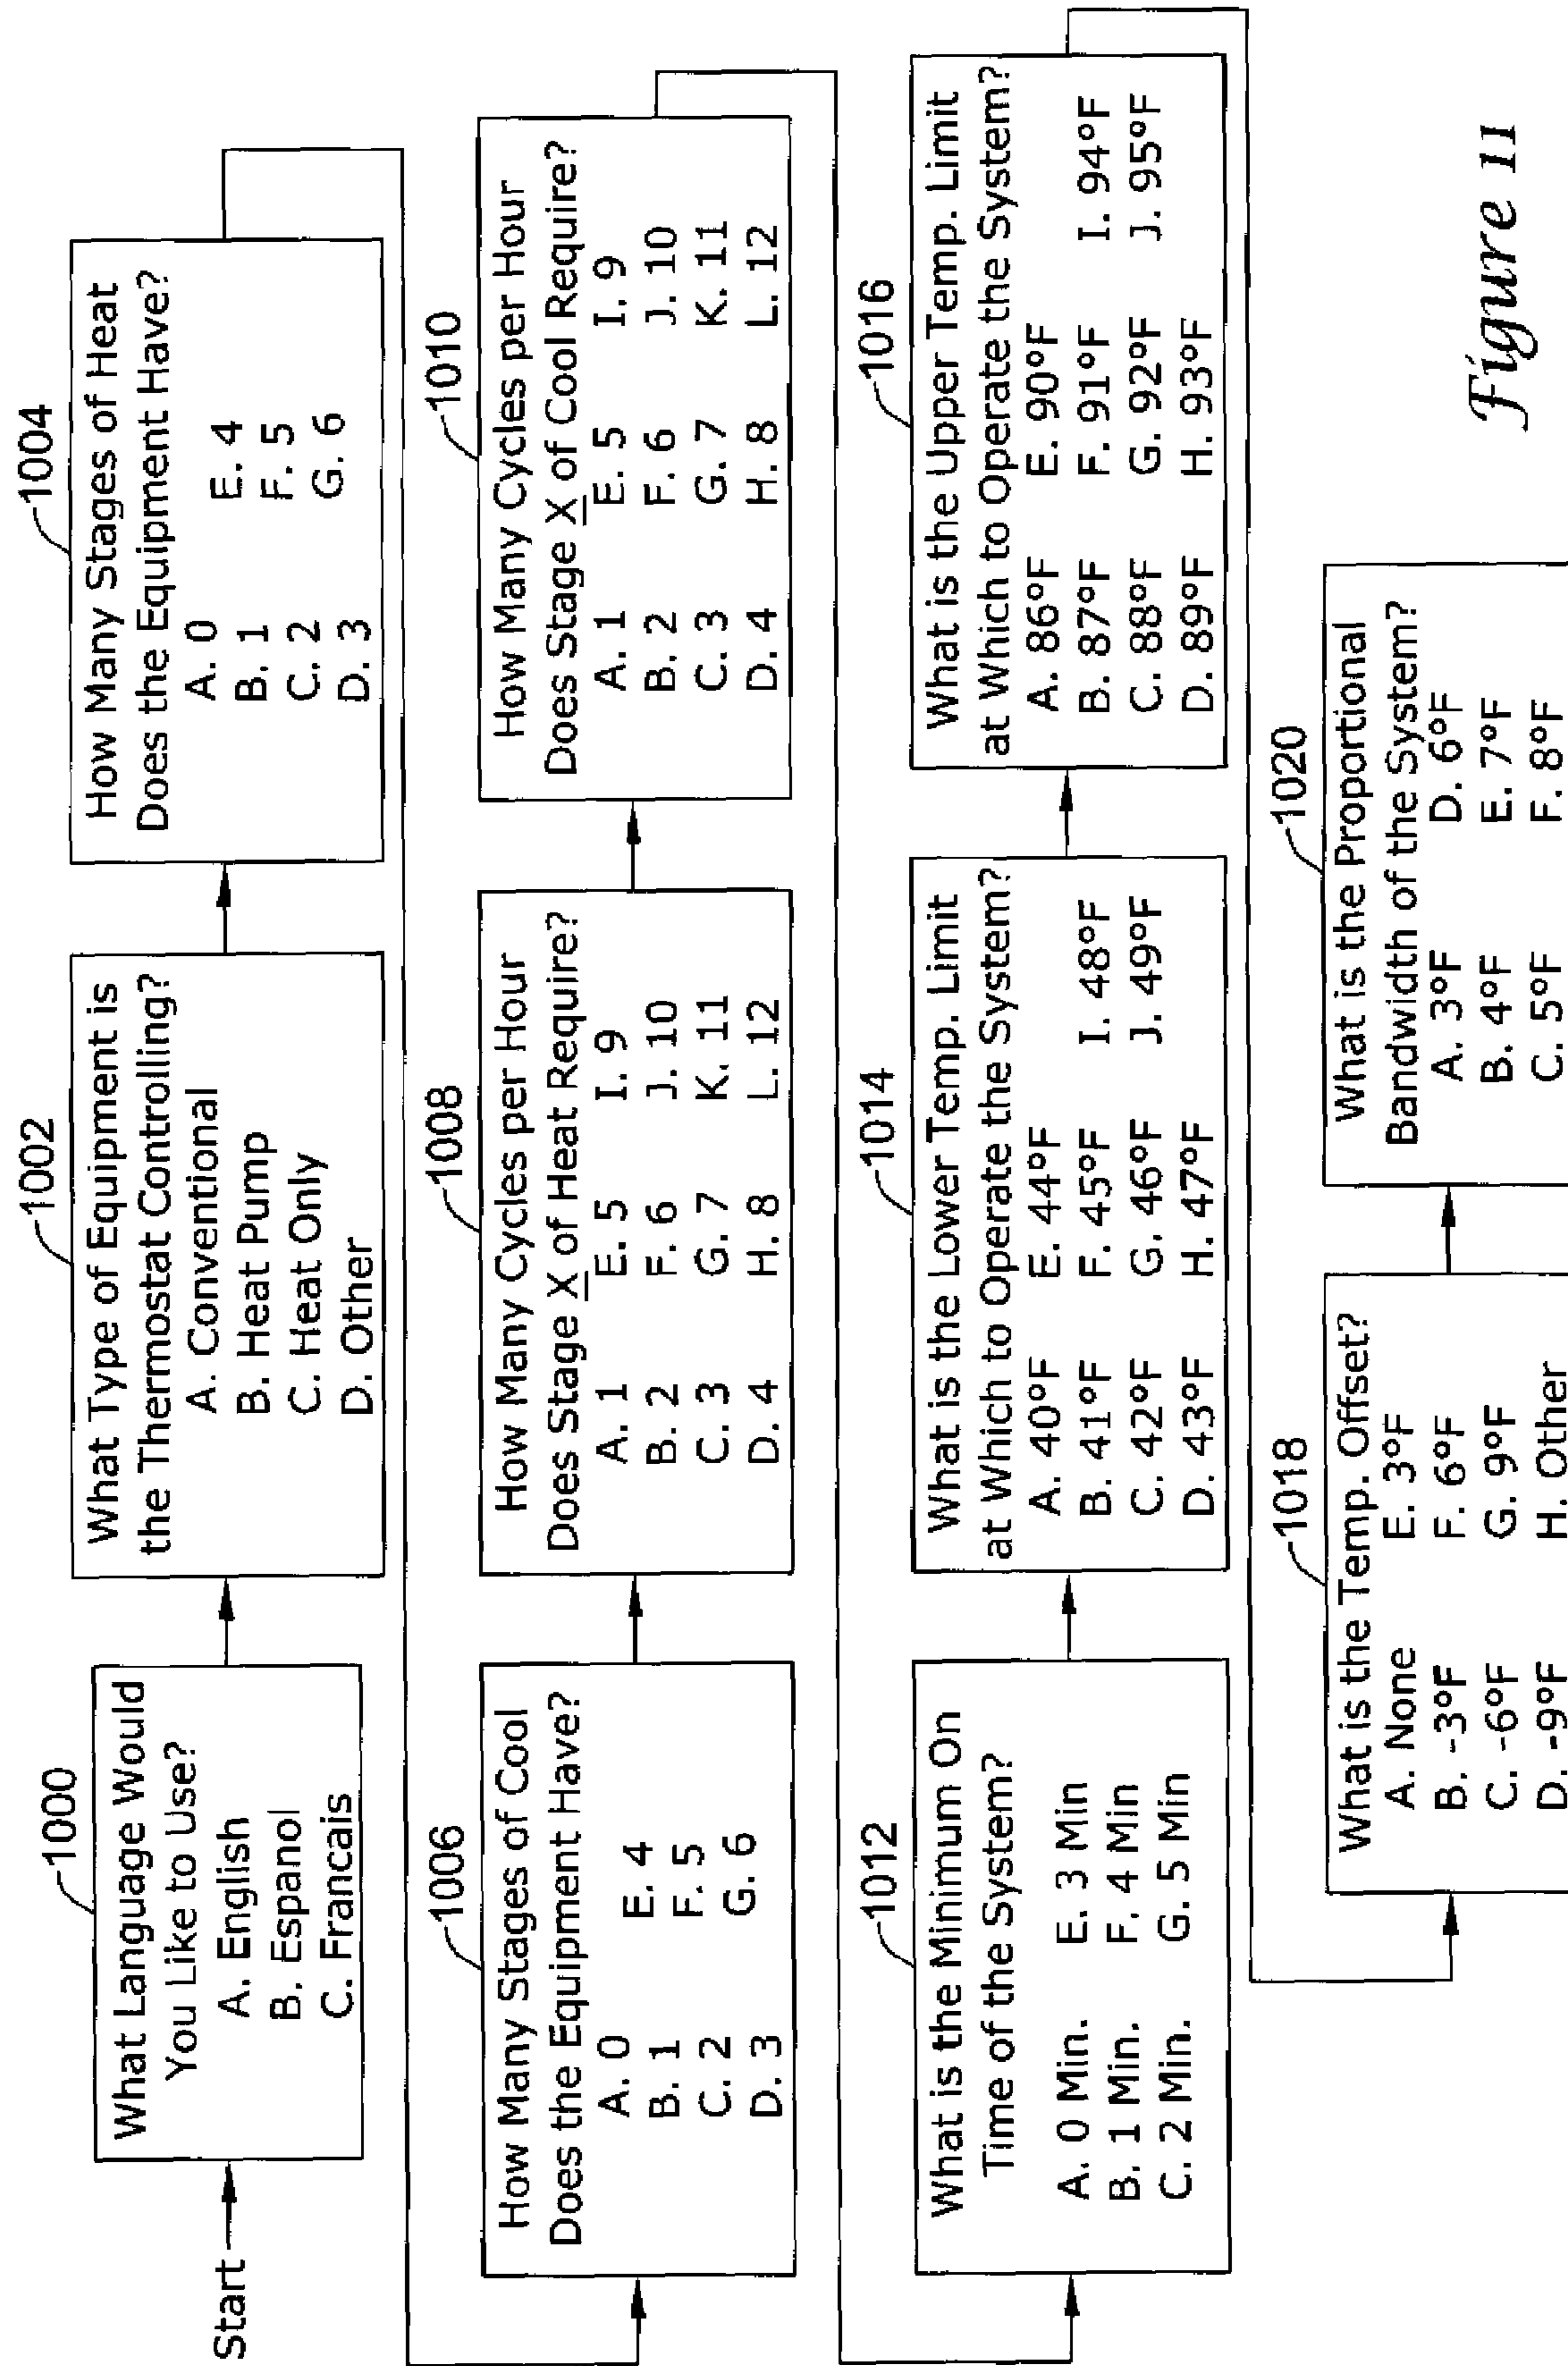 Start
1000
What Language Would
You Like to Use?
A. English
B. Espanol
C. Francais
1002
What Type of Equipment is
the Thermostat Controlling?
A. Conventional
B. Heat Pump
C. Heat Only
D. Other
1004
How Many Stages of Heat
Does the Equipment Have?
A. 0
B. 1 E. 4
C. 2 F. 5
D. 3 G. 6
1006
How Many Stages of Cool
Does the Equipment Have?
A. 0 E. 4
B. 1 F. 5
C. 2 G. 6
D. 3
1008
How Many Cycles per Hour
Does Stage X of Heat Require?
A. 1 E. 5 I. 9
B. 2 F. 6 J. 10
C. 3 G. 7 K. 11
D. 4 H. 8 L. 12
1010
How Many Cycles per Hour
Does Stage X of Cool Require?
A. 1 E. 5 I. 9
B. 2 F. 6 J. 10
C. 3 G. 7 K. 11
D. 4 H. 8 L. 12
1012
What is the Minimum On
Time of the System?
A. 0 Min. E. 3 Min
B. 1 Min. F. 4 Min
C. 2 Min. G. 5 Min
1014
What is the Lower Temp. Limit
at Which to Operate the System?
A. 40°F E. 44°F
B. 41°F F. 45°F I. 48°F
C. 42°F G. 46°F J. 49°F
D. 43°F H. 47°F
1016
What is the Upper Temp. Limit
at Which to Operate the System?
A. 86°F E. 90°F
B. 87°F F. 91°F I. 94°F
C. 88°F G. 92°F J. 95°F
D. 89°F H. 93°F
1018
What is the Temp. Offset?
A. None E. 3°F
B. -3°F F. 6°F
C. -6°F G. 9°F
D. -9°F H. Other
1020
What is the Proportional
Bandwidth of the System?
A. 3°F D. 6°F
B. 4°F E. 7°F
C. 5°F F. 8°F
Figure 11